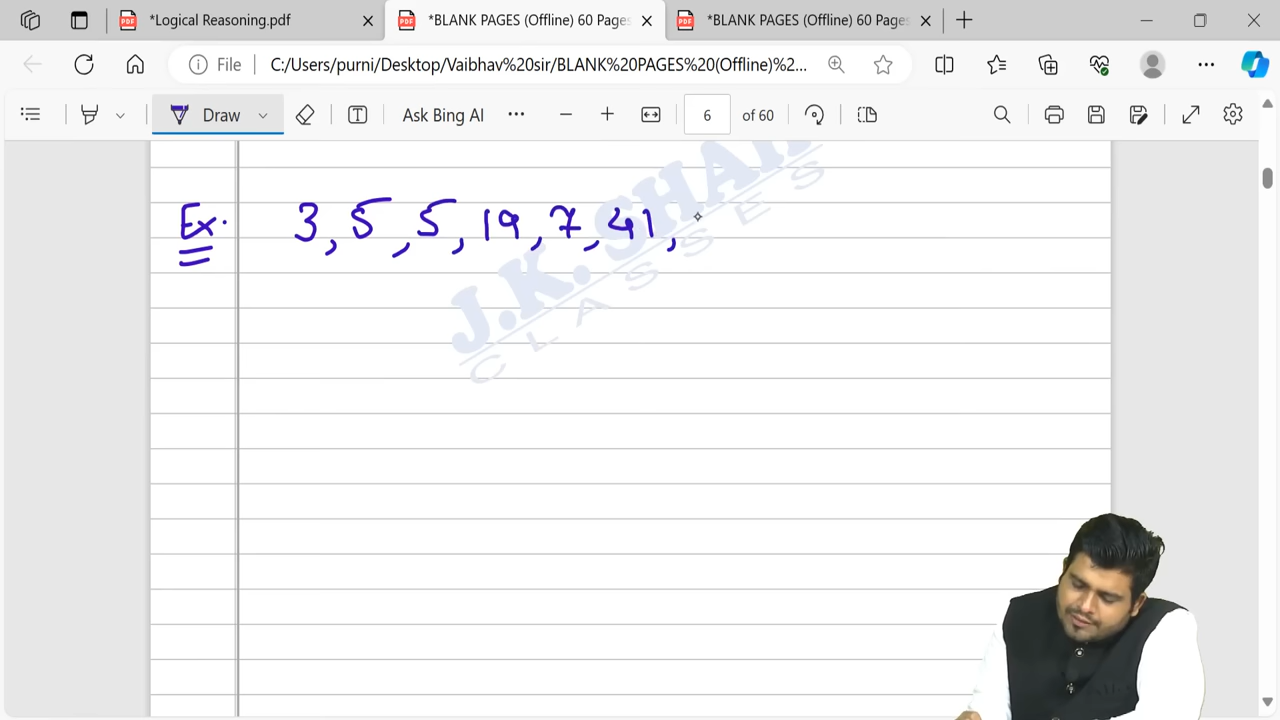 *Logical Reasoning.pdf
*BLANK PAGES (Offline) 60 Pages
*BLANK PAGES (Offline) 60 Pages
File
C:/Users/purni/Desktop/Vaibhav%20sir/BLANK%20PAGES%20(Offline)%2...
Draw
Ask Bing AI
6 of 60
J.K. SHAH
CLASSES
Ex. 3, 5, 5, 19, 7, 41,